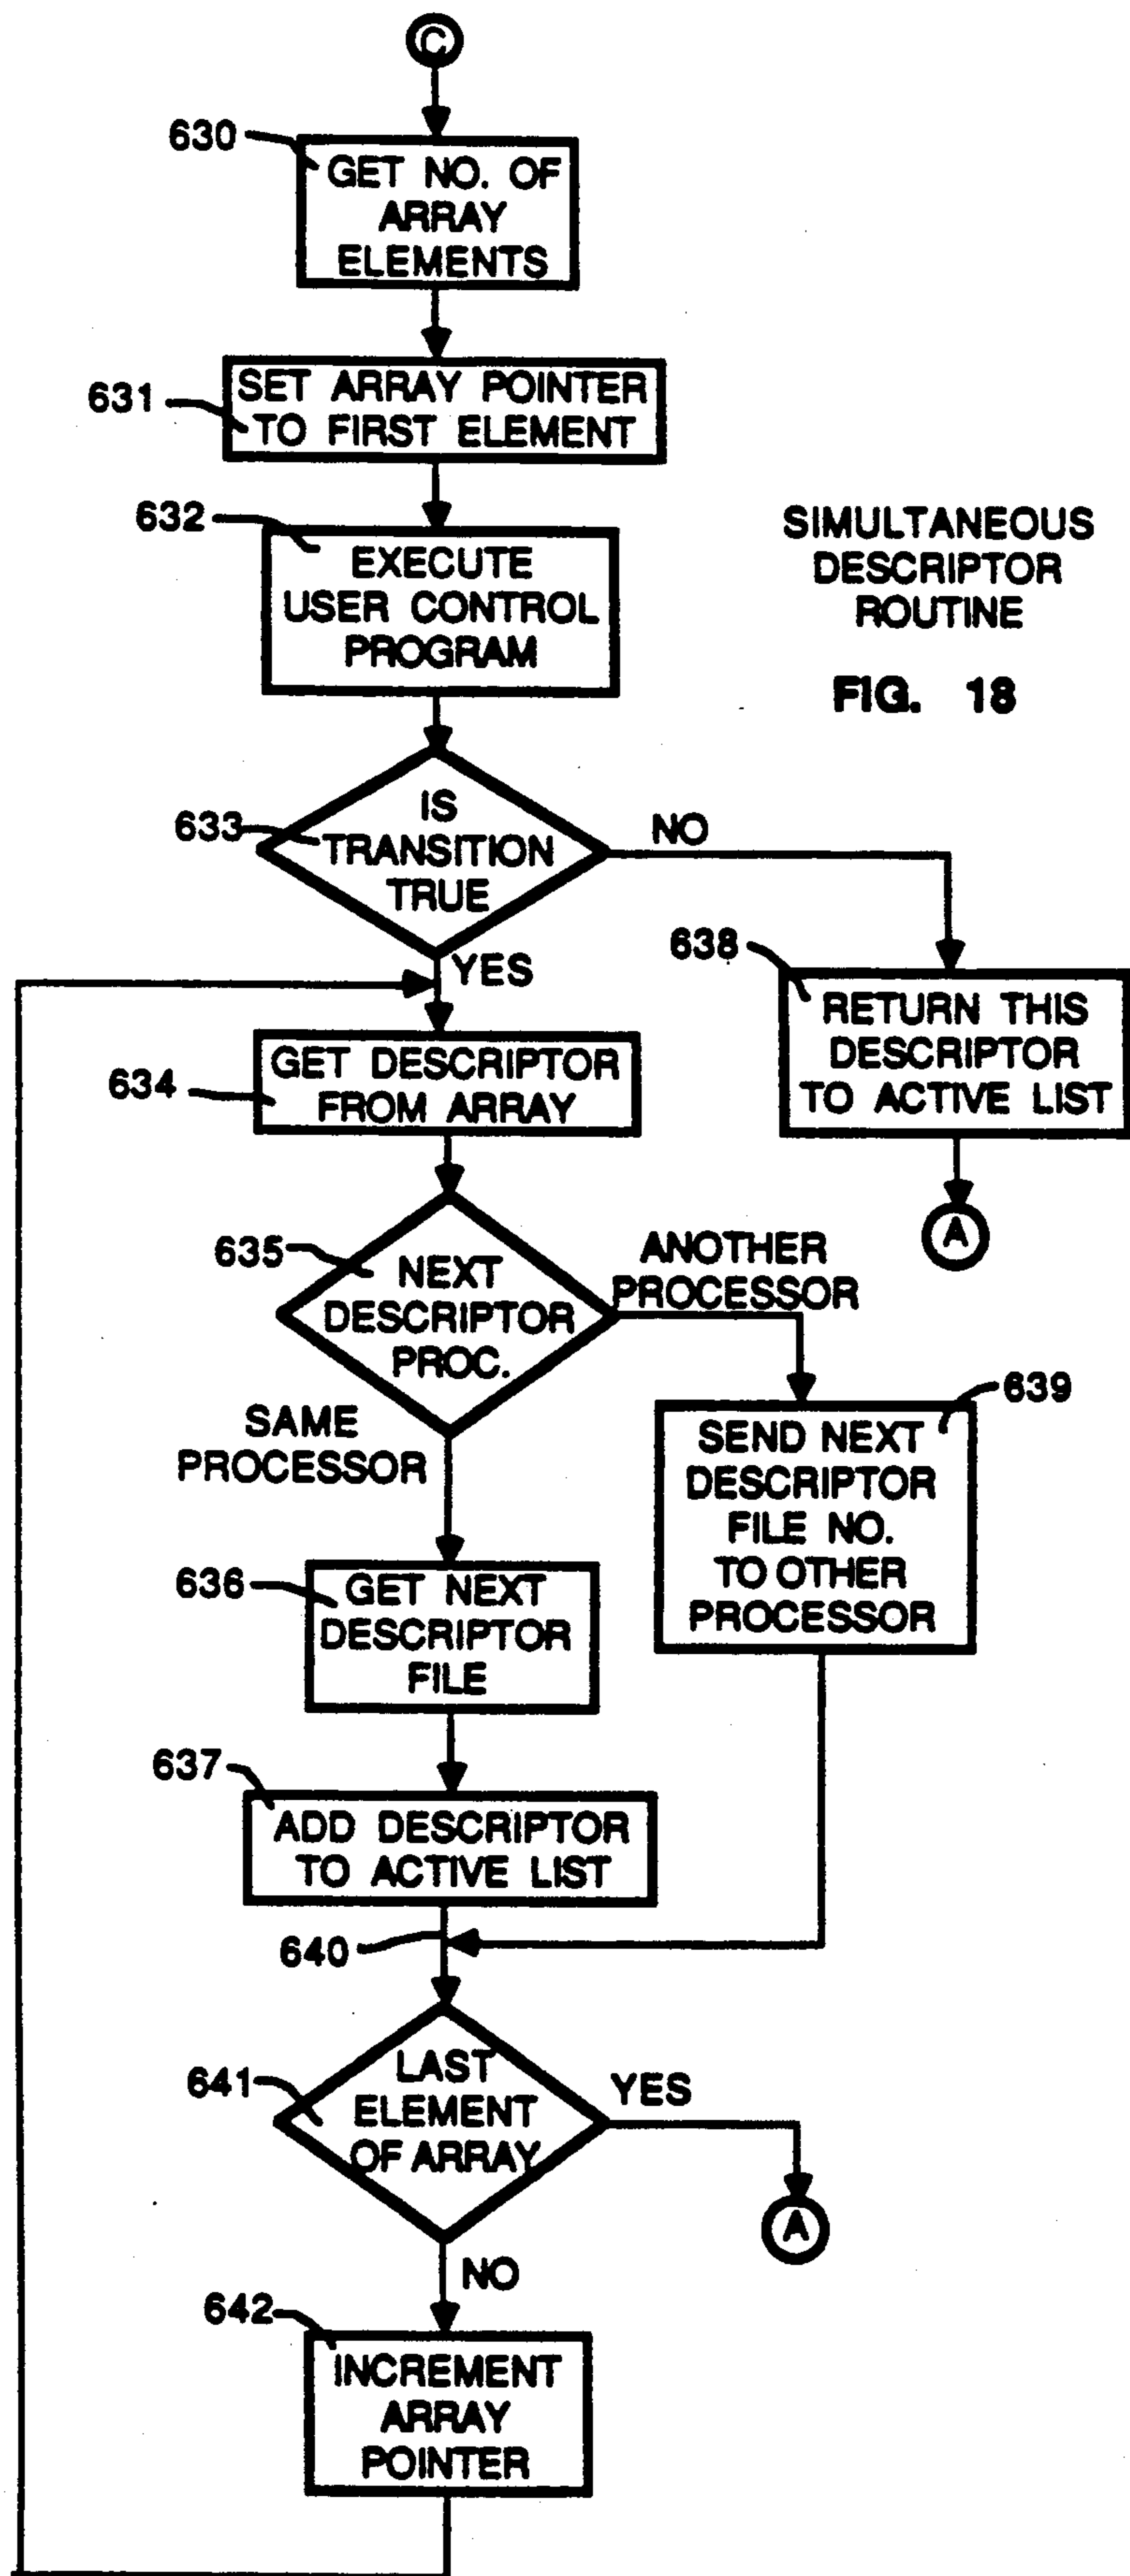 C
630
GET NO. OF
ARRAY
ELEMENTS
631
SET ARRAY POINTER
TO FIRST ELEMENT
632
EXECUTE
USER CONTROL
PROGRAM
SIMULTANEOUS
DESCRIPTOR
ROUTINE
FIG. 18
633
IS
TRANSITION
TRUE
NO
YES
638
RETURN THIS
DESCRIPTOR
TO ACTIVE LIST
A
634
GET DESCRIPTOR
FROM ARRAY
635
NEXT
DESCRIPTOR
PROC.
ANOTHER
PROCESSOR
SAME
PROCESSOR
639
SEND NEXT
DESCRIPTOR
FILE NO.
TO OTHER
PROCESSOR
636
GET NEXT
DESCRIPTOR
FILE
637
ADD DESCRIPTOR
TO ACTIVE LIST
640
641
LAST
ELEMENT
OF ARRAY
YES
A
NO
642
INCREMENT
ARRAY
POINTER